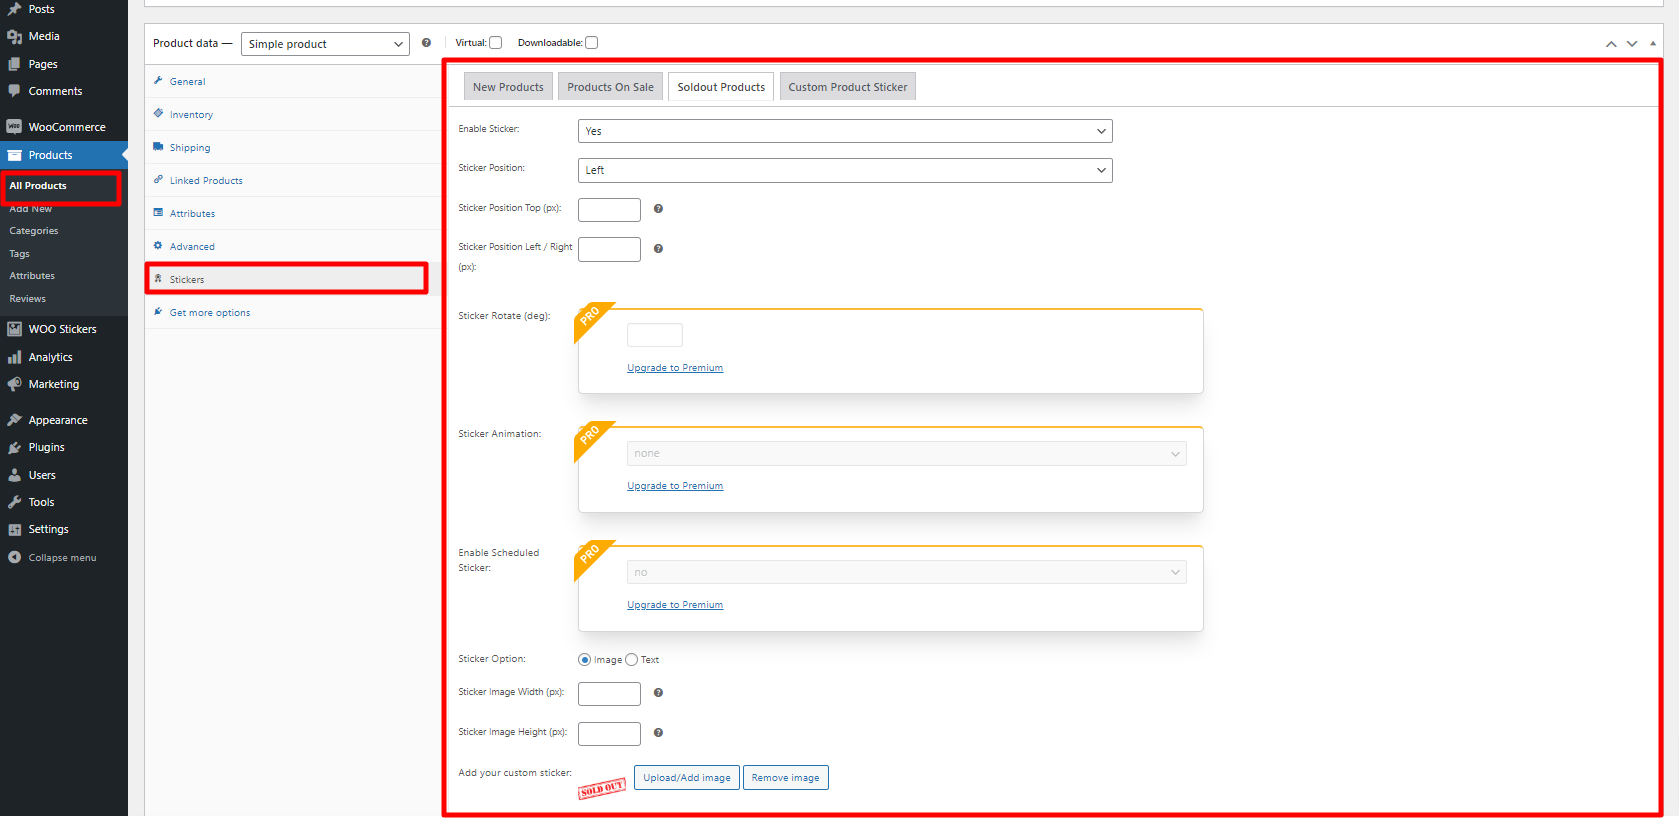 Posts
Media
Pages
Comments
WooCommerce
Products
All Products
Add New
Categories
Tags
Attributes
Reviews
WOO Stickers
Analytics
Marketing
Appearance
Plugins
Users
Tools
Settings
Collapse menu
Product data — Simple product Virtual: Downloadable:
General
Inventory
Shipping
Linked Products
Attributes
Advanced
Stickers
Get more options
New Products Products On Sale Soldout Products Custom Product Sticker
Enable Sticker: Yes
Sticker Position: Left
Sticker Position Top (px):
Sticker Position Left / Right
(px):
Sticker Rotate (deg): PRO
Upgrade to Premium
Sticker Animation: PRO
none
Upgrade to Premium
Enable Scheduled
Sticker:
PRO
no
Upgrade to Premium
Sticker Option: Image Text
Sticker Image Width (px):
Sticker Image Height (px):
Add your custom sticker: SOLD OUT Upload/Add image Remove image